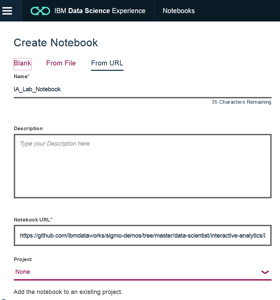 IBM Data Science Experience Notebooks
Create Notebook
Blank From File From URL
Name*
IA_Lab_Notebook
35 Characters Remaining
Description
Type your Description here
Notebook URL*
https://github.com/ibmdataworks/sigmo-demos/tree/master/data-scientist/interactive-analytics/
Project
None
Add the notebook to an existing project.